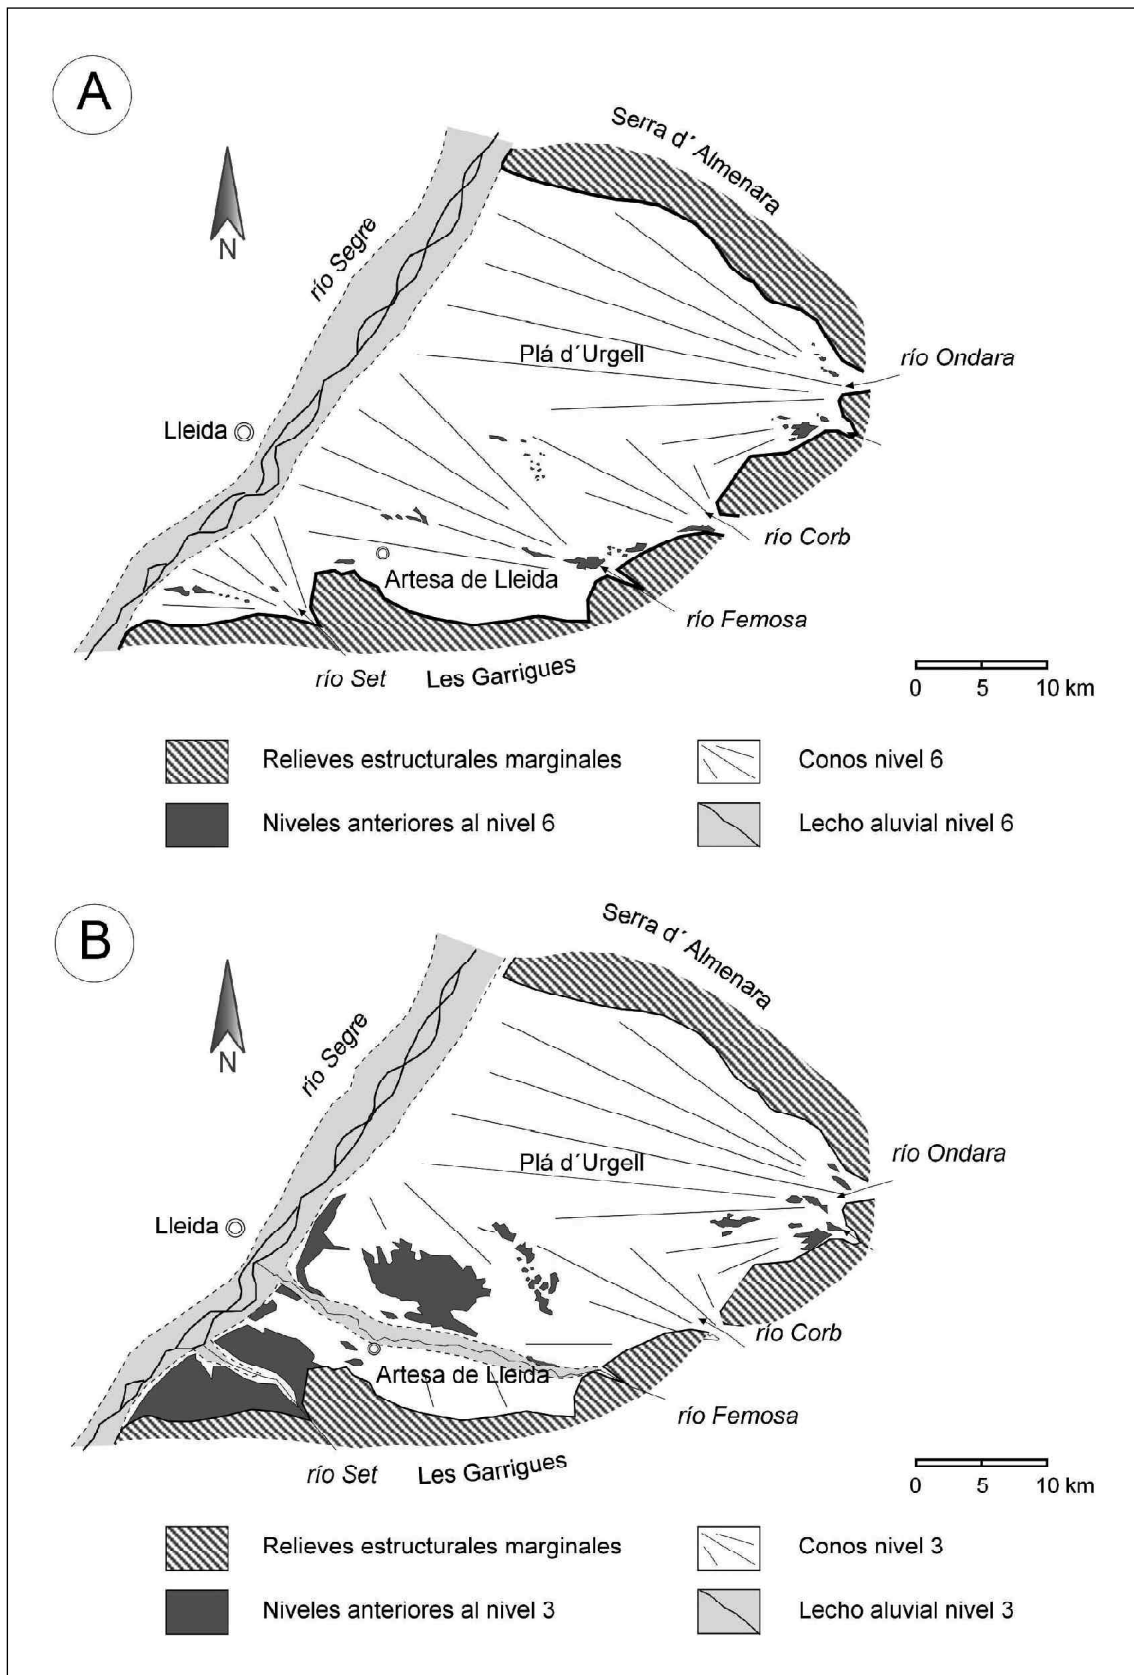 A
N
Serra d´ Almenara
río Segre
Plá d´Urgell
río Ondara
Lleida
río Corb
Artesa de Lleida
río Femosa
río Set
Les Garrigues
0 5 10 km
Relieves estructurales marginales
Conos nivel 6
Niveles anteriores al nivel 6
Lecho aluvial nivel 6
B
N
Serra d´ Almenara
río Segre
Plá d´Urgell
río Ondara
Lleida
río Corb
Artesa de Lleida
río Femosa
río Set
Les Garrigues
0 5 10 km
Relieves estructurales marginales
Conos nivel 3
Niveles anteriores al nivel 3
Lecho aluvial nivel 3